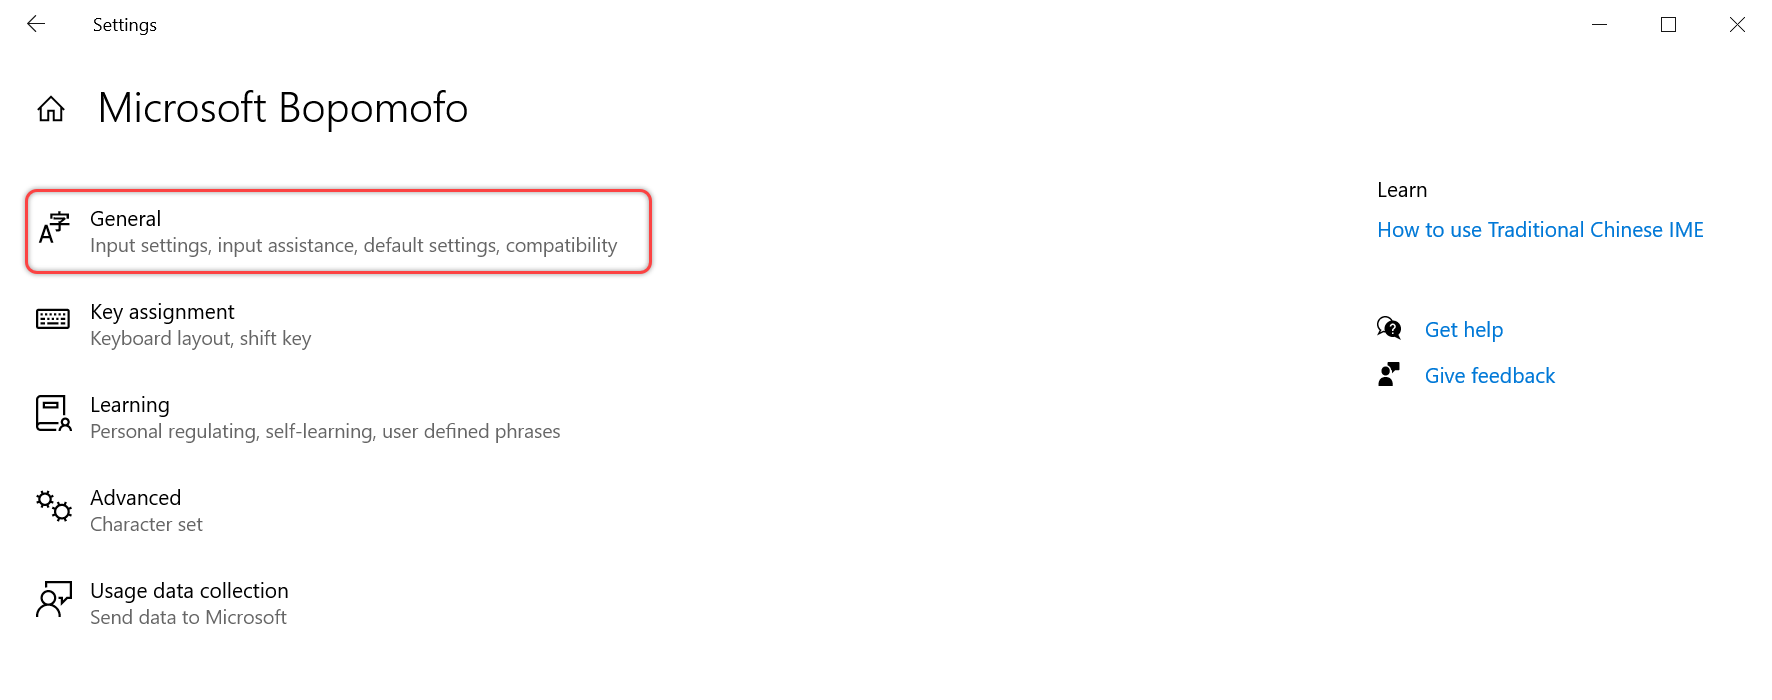 Settings
Microsoft Bopomofo
General
Input settings, input assistance, default settings, compatibility
Key assignment
Keyboard layout, shift key
Learning
Personal regulating, self-learning, user defined phrases
Advanced
Character set
Usage data collection
Send data to Microsoft
Learn
How to use Traditional Chinese IME
Get help
Give feedback